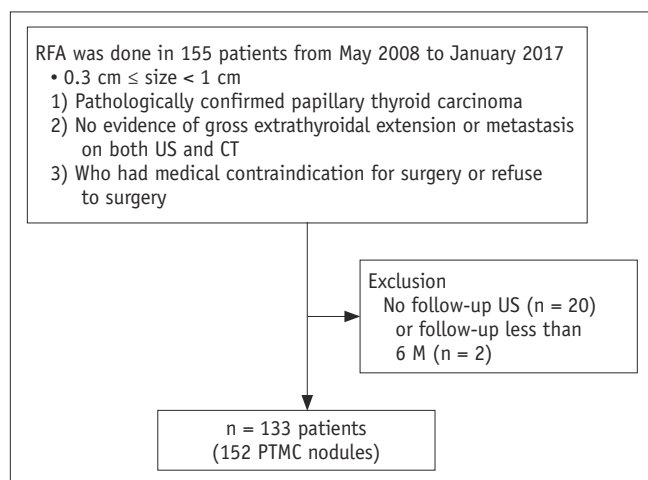 RFA was done in 155 patients from May 2008 to January 2017
• 0.3 cm ≤ size < 1 cm
1) Pathologically confirmed papillary thyroid carcinoma
2) No evidence of gross extrathyroidal extension or metastasis
on both US and CT
3) Who had medical contraindication for surgery or refuse
to surgery
Exclusion
No follow-up US (n = 20)
or follow-up less than
6 M (n = 2)
n = 133 patients
(152 PTMC nodules)